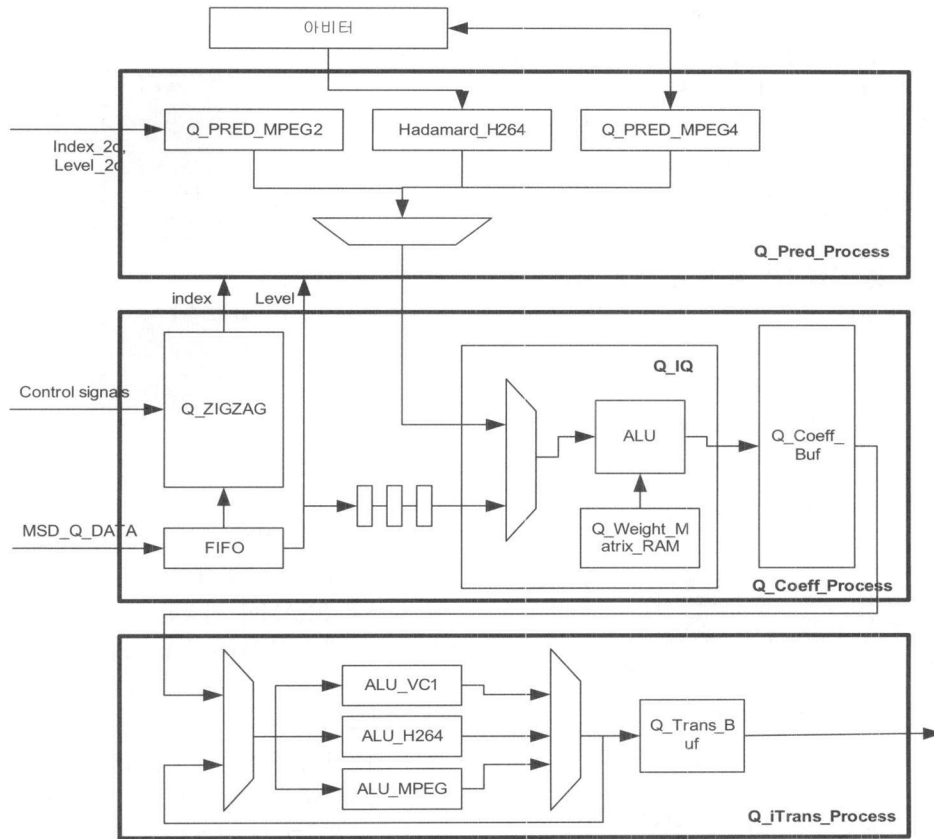 아비터
Q_PRED_MPEG2
Hadamard_H264
Q_PRED_MPEG4
Index_2d,
Level_2d
Q_Pred_Process
index
Level
Q_IQ
Control signals
Q_ZIGZAG
ALU
Q_Coeff_
Buf
MSD_Q_DATA
FIFO
Q_Weight_M
atrix_RAM
Q_Coeff_Process
ALU_VC1
ALU_H264
Q_Trans_B
uf
ALU_MPEG
Q_iTrans_Process